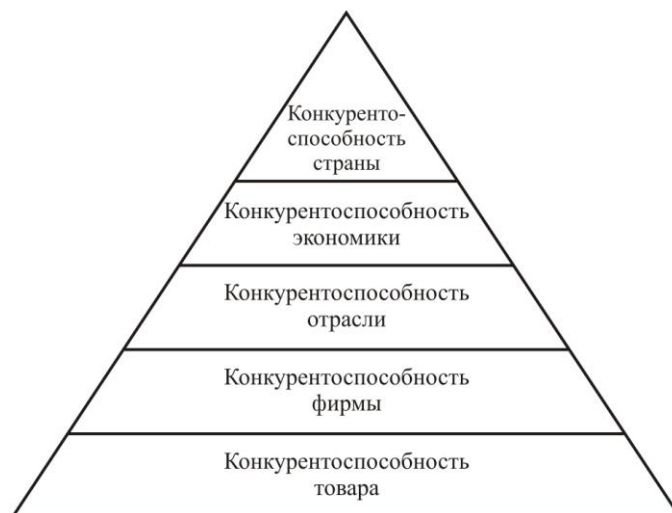 Конкуренто-
способность
страны
Конкурентоспособность
экономики
Конкурентоспособность
отрасли
Конкурентоспособность
фирмы
Конкурентоспособность
товара